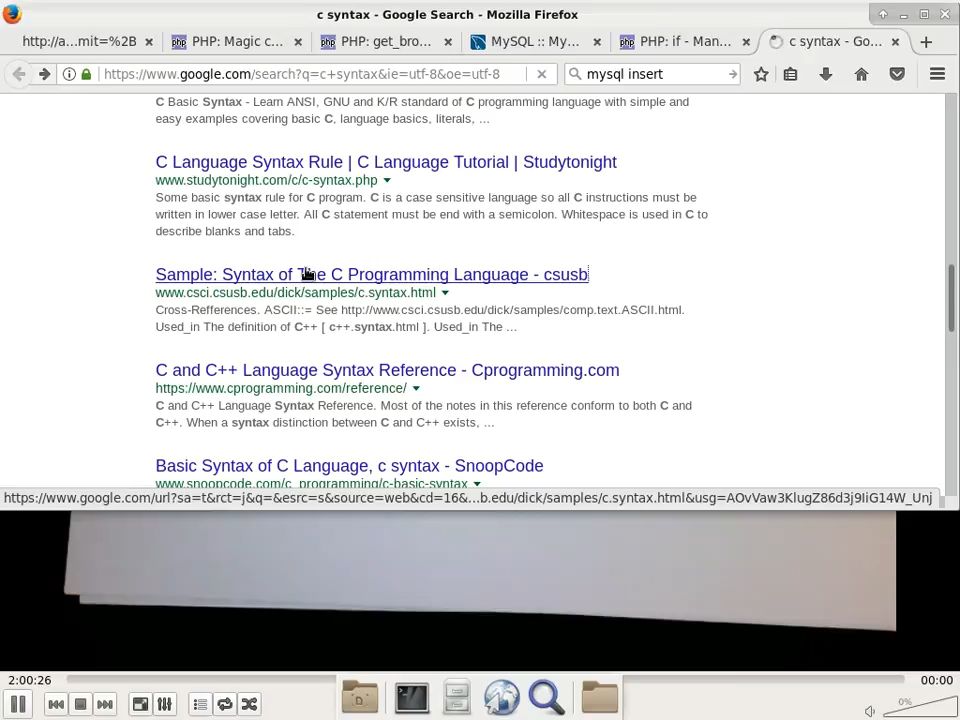 c syntax - Google Search - Mozilla Firefox
http://a...mit=%2B
PHP: Magic c...
PHP: get_bro...
MySQL :: My...
PHP: if - Man...
c syntax - Go...
https://www.google.com/search?q=c+syntax&ie=utf-8&oe=utf-8
mysql insert
C Basic Syntax - Learn ANSI, GNU and K/R standard of C programming language with simple and
easy examples covering basic C, language basics, literals, ...
C Language Syntax Rule | C Language Tutorial | Studytonight
www.studytonight.com/c/c-syntax.php
Some basic syntax rule for C program. C is a case sensitive language so all C instructions must be
written in lower case letter. All C statement must be end with a semicolon. Whitespace is used in C to
describe blanks and tabs.
Sample: Syntax of The C Programming Language - csusb
www.csci.csusb.edu/dick/samples/c.syntax.html
Cross-Refferences. ASCII::= See http://www.csci.csusb.edu/dick/samples/comp.text.ASCII.html.
Used_in The definition of C++ [ c++.syntax.html ]. Used_in The ...
C and C++ Language Syntax Reference - Cprogramming.com
https://www.cprogramming.com/reference/
C and C++ Language Syntax Reference. Most of the notes in this reference conform to both C and
C++. When a syntax distinction between C and C++ exists, ...
Basic Syntax of C Language, c syntax - SnoopCode
www.snoopcode.com/c_programming/c-basic-syntax
https://www.google.com/url?sa=t&rct=j&q=&esrc=s&source=web&cd=16&...b.edu/dick/samples/c.syntax.html&usg=AOvVaw3KlugZ86d3j9IiG14W_Unj
2:00:26
00:00
0%